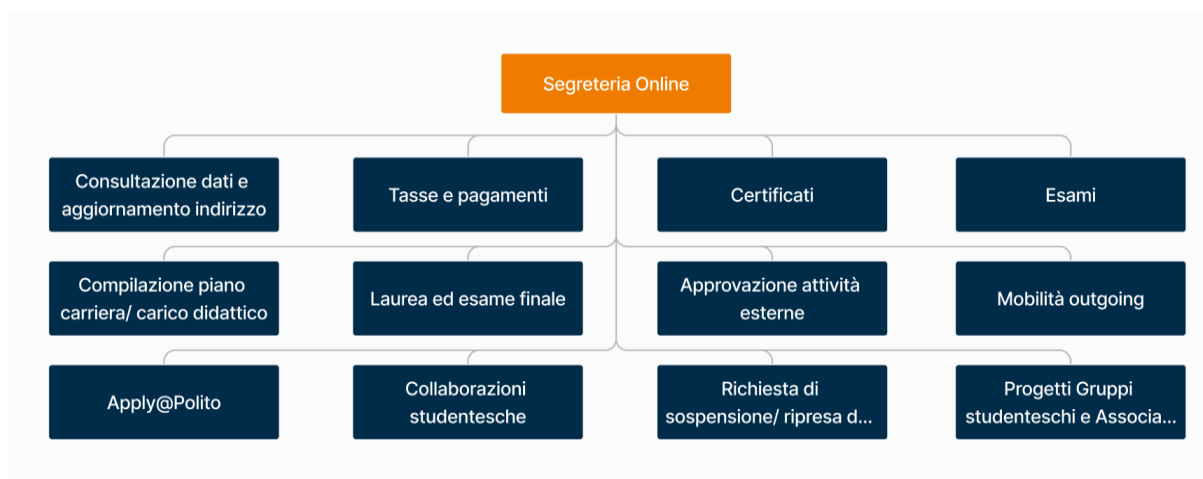 Segreteria Online
Consultazione dati e
aggiornamento indirizzo
Tasse e pagamenti
Certificati
Esami
Compilazione piano
carriera/ carico didattico
Laurea ed esame finale
Approvazione attività
esterne
Mobilità outgoing
Apply@Polito
Collaborazioni
studentesche
Richiesta di
sospensione/ ripresa d...
Progetti Gruppi
studenteschi e Associa...